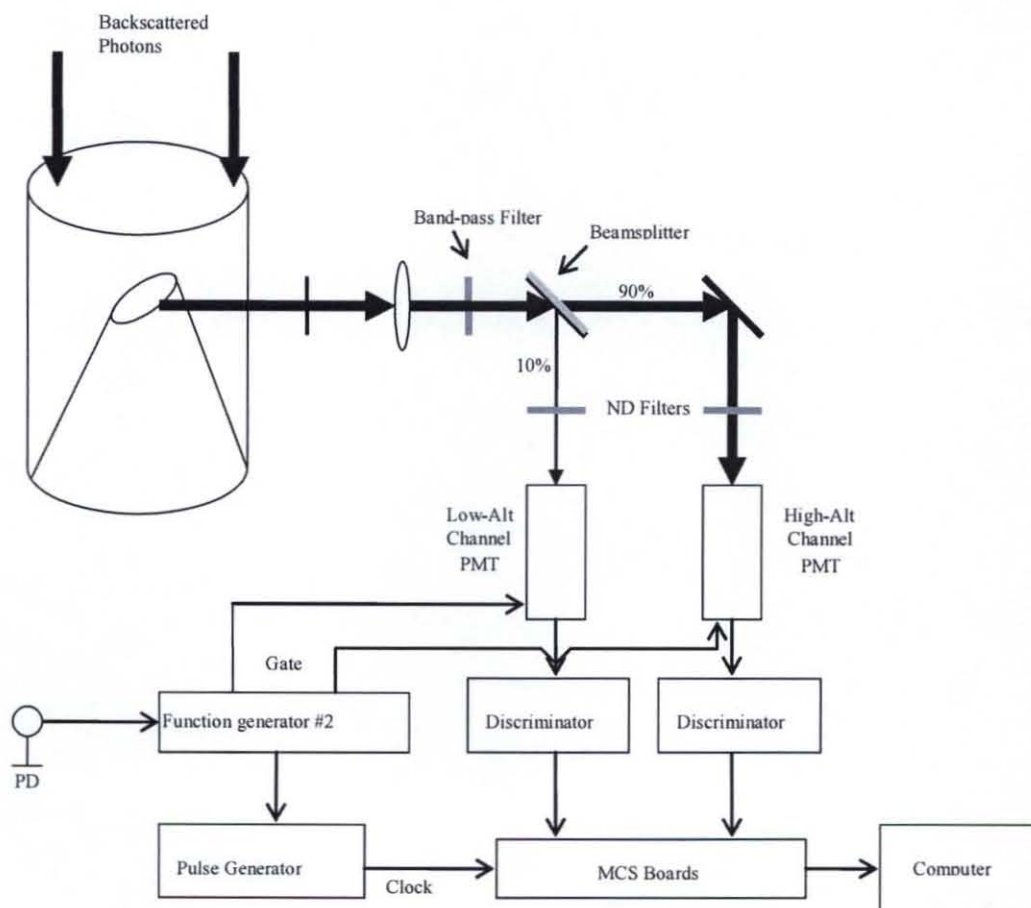 Backscattered
Photons
Band-pass Filter
Beamsplitter
90%
10%
ND Filters
Low-Alt
Channel
PMT
High-Alt
Channel
PMT
Gate
Function generator #2
Discriminator
Discriminator
PD
Pulse Generator
Clock
MCS Boards
Computer